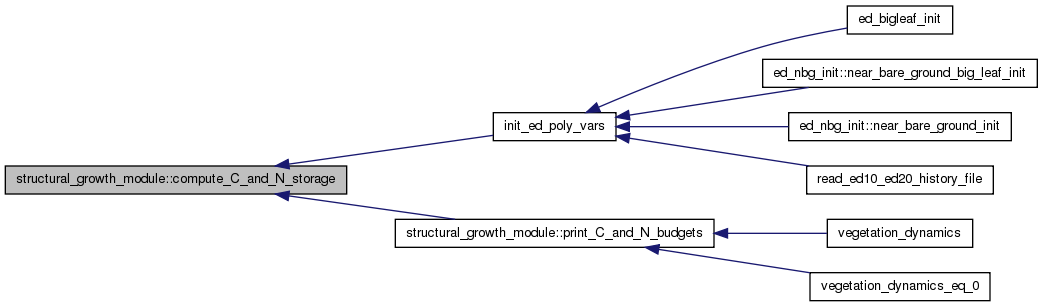 ed_bigleaf_init
ed_nbg_init::near_bare_ground_big_leaf_init
init_ed_poly_vars
ed_nbg_init::near_bare_ground_init
structural_growth_module::compute_C_and_N_storage
read_ed10_ed20_history_file
structural_growth_module::print_C_and_N_budgets
vegetation_dynamics
vegetation_dynamics_eq_0